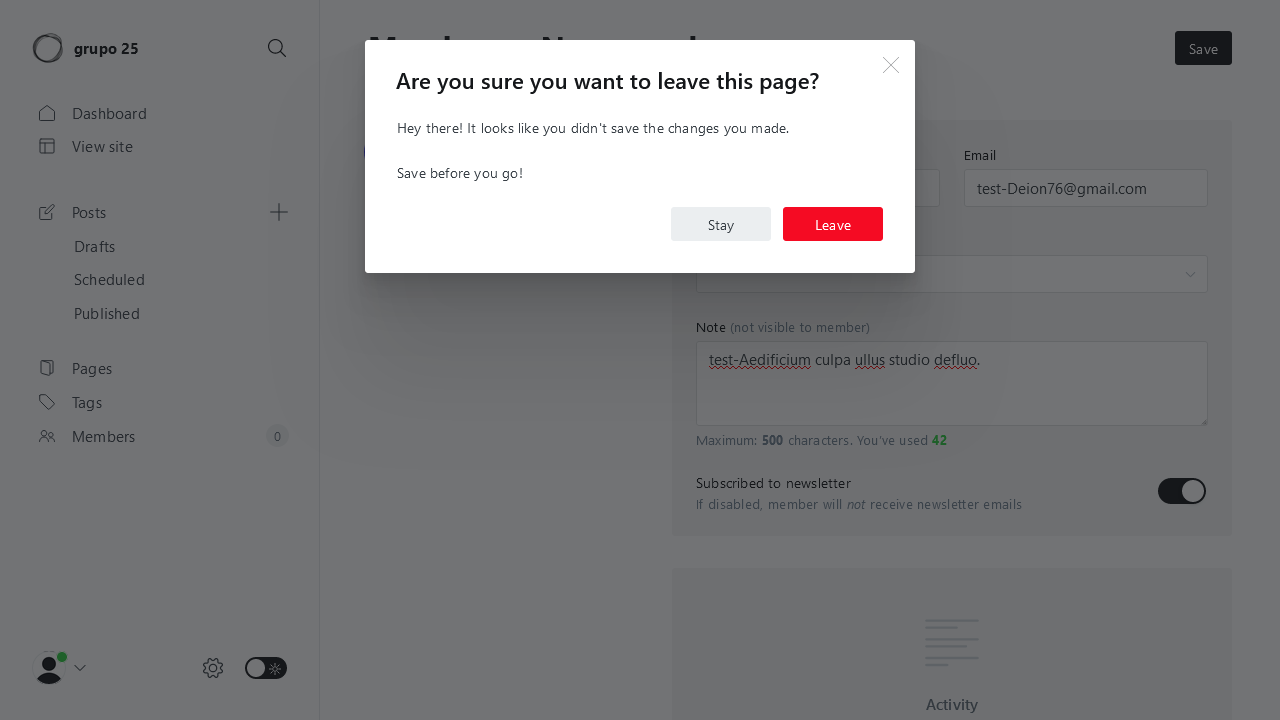 grupo 25
Save
Are you sure you want to leave this page?
Hey there! It looks like you didn't save the changes you made.
Save before you go!
Stay
Leave
Dashboard
View site
Posts
Drafts
Scheduled
Published
Pages
Tags
Members
0
Email
test-Deion76@gmail.com
Note (not visible to member)
test-Aedificium culpa ullus studio defluo.
Maximum: 500 characters. You've used 42
Subscribed to newsletter
If disabled, member will not receive newsletter emails
Activity